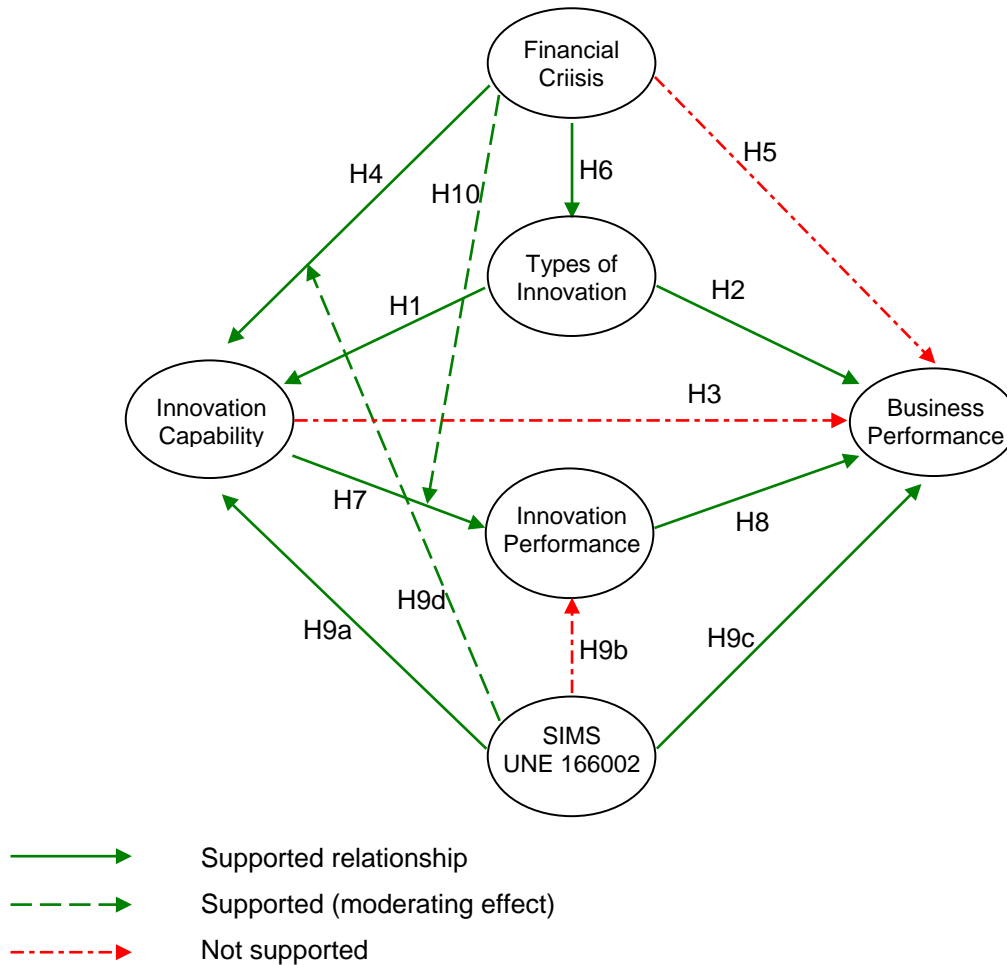 Financial
Criisis
H4
H10
H6
H5
Types of
Innovation
H1
H2
Innovation
Capability
H3
Business
Performance
H7
Innovation
Performance
H8
H9a
H9d
H9b
H9c
SIMS
UNE 166002
Supported relationship
Supported (moderating effect)
Not supported